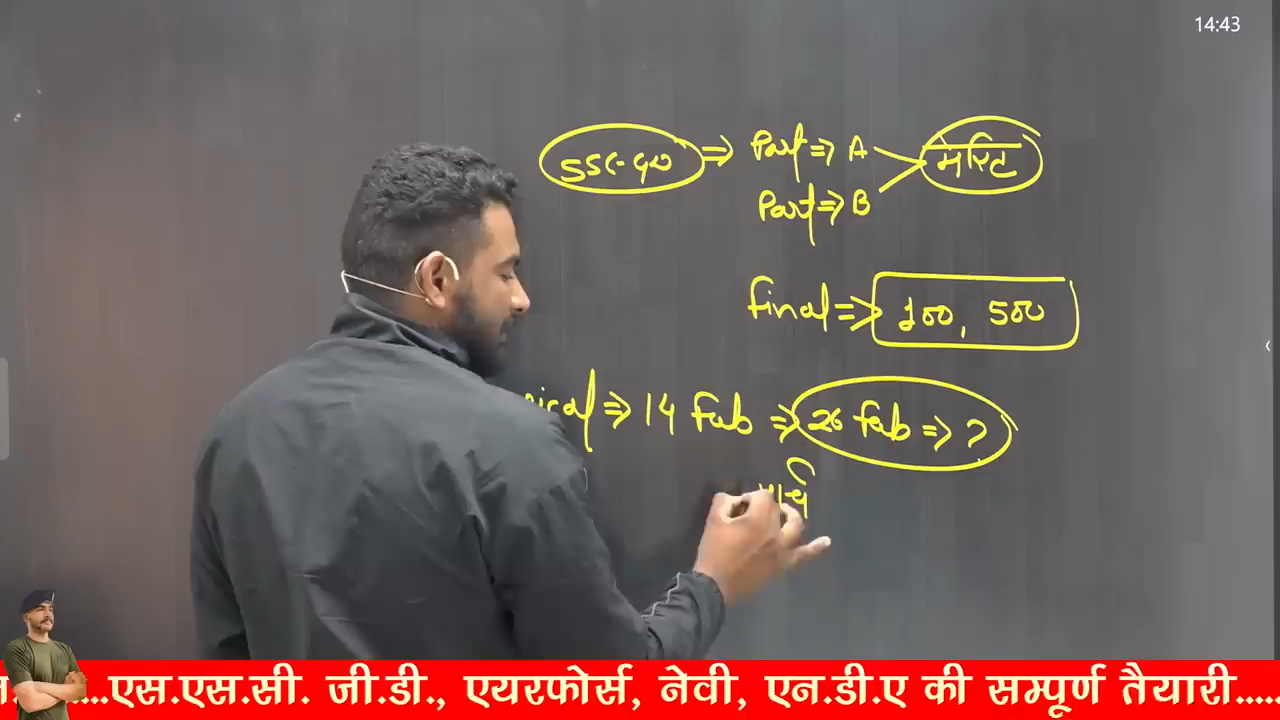 14:43
SSC-GD ⇒ Part ⇒ A मेरिट
Part ⇒ B
final ⇒ 100, 500
⇒ 14 Feb ⇒ 26 Feb ⇒ ?
मार्च
....एस.एस.सी. जी.डी., एयरफोर्स, नेवी, एन.डी.ए की सम्पूर्ण तैयारी.....